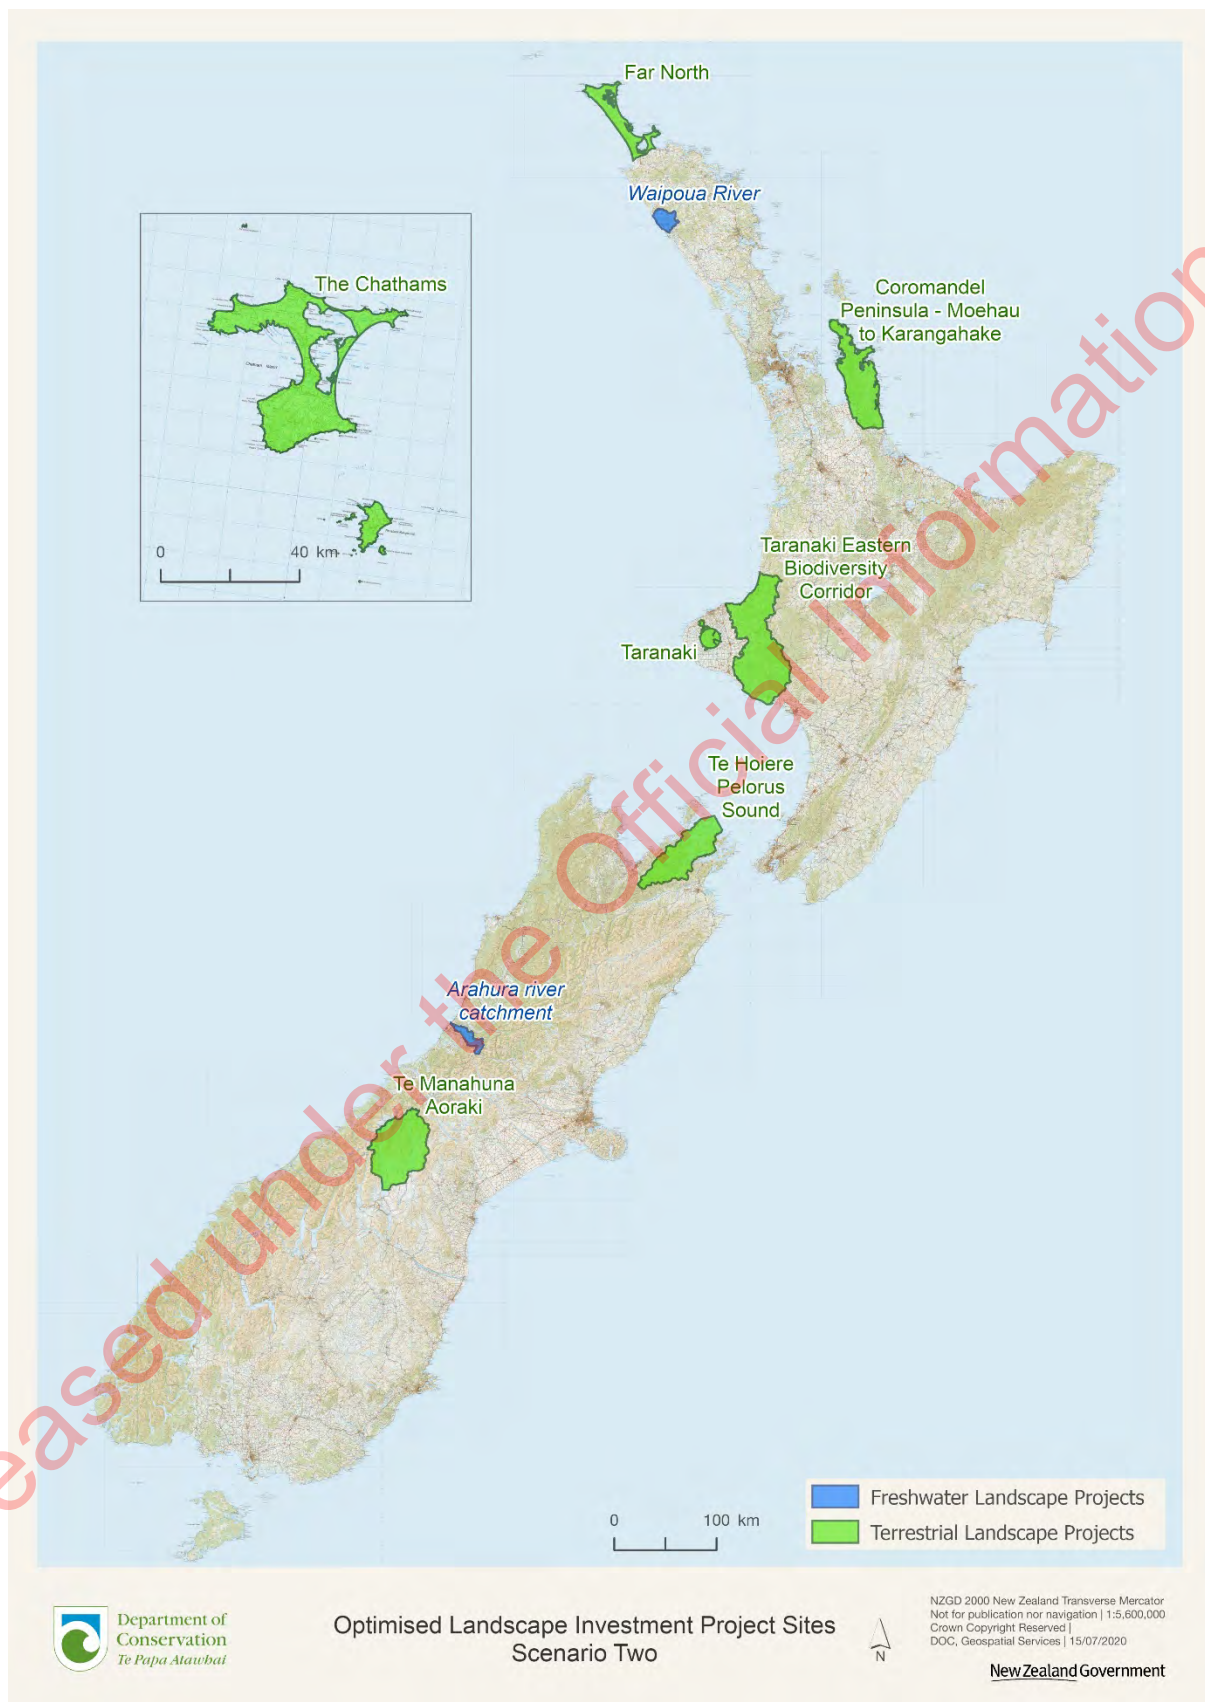 Far North
Waipoua River
The Chathams
Coromandel
Peninsula - Moehau
to Karangahake
0
40 km
Taranaki Eastern
Biodiversity
Corridor
Taranaki
Te Hoiere
Pelorus
Sound
Arahura river
catchment
Te Manahuna
Aoraki
eased under the Official Information
0
100 km
Freshwater Landscape Projects
Terrestrial Landscape Projects
Department of
Conservation
Te Papa Atawhai
Optimised Landscape Investment Project Sites
Scenario Two
N
NZGD 2000 New Zealand Transverse Mercator
Not for publication nor navigation | 1:5,600,000
Crown Copyright Reserved |
DOC, Geospatial Services | 15/07/2020
New Zealand Government